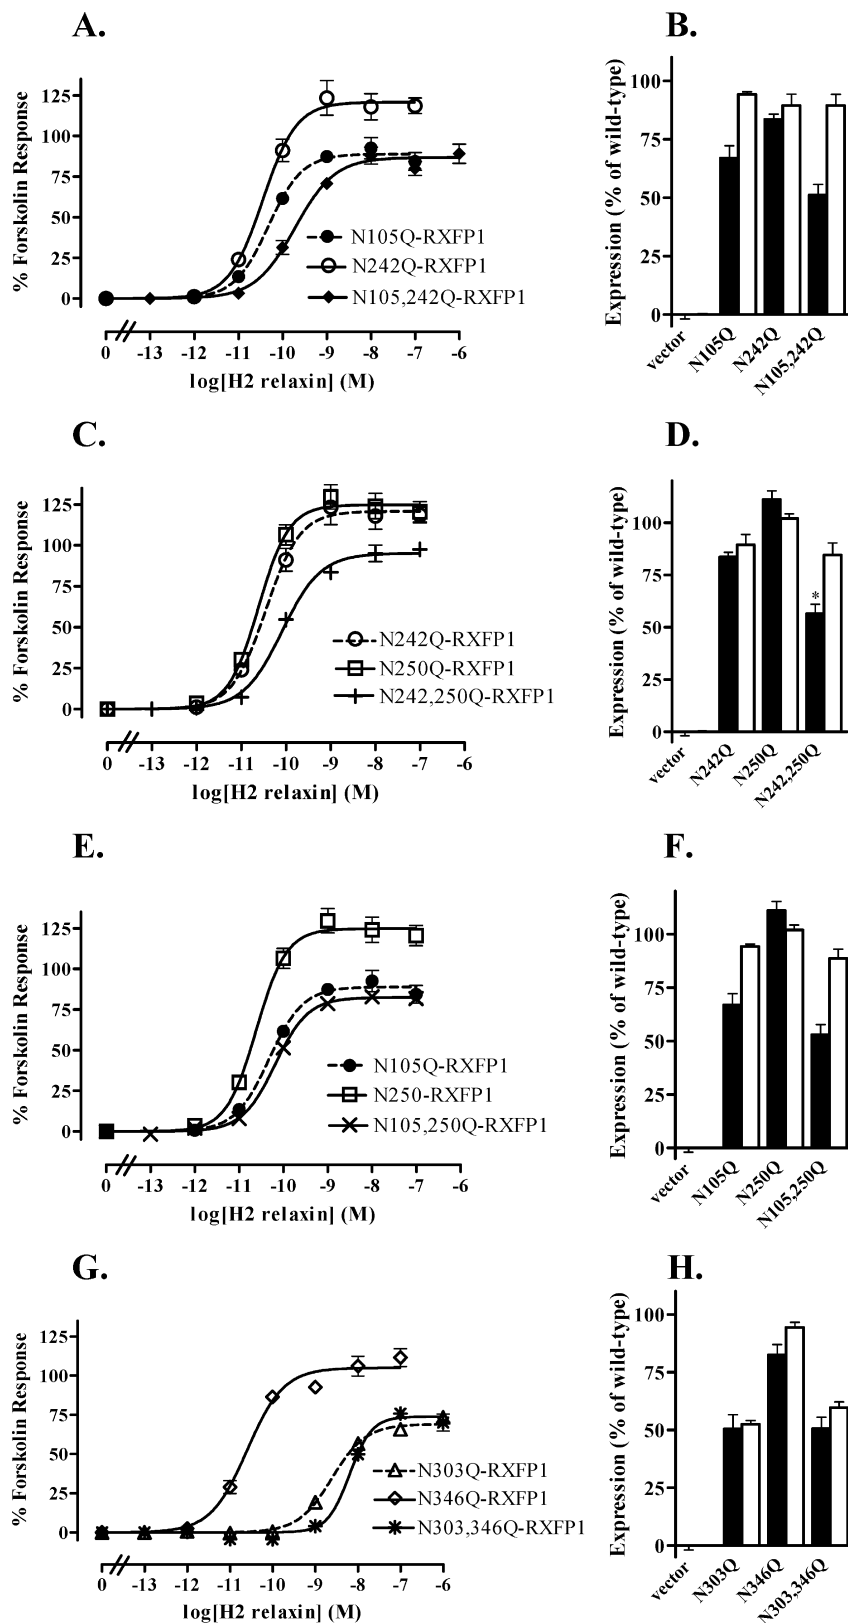 A.
% Forskolin Response
125
100
75
50
25
0
N105Q-RXFP1
N242Q-RXFP1
N105,242Q-RXFP1
0 -13 -12 -11 -10 -9 -8 -7 -6
log[H2 relaxin] (M)
B.
Expression (% of wild-type)
100
75
50
25
0
vector N105Q N242Q N105,242Q
C.
% Forskolin Response
125
100
75
50
25
0
N242Q-RXFP1
N250Q-RXFP1
N242,250Q-RXFP1
0 -13 -12 -11 -10 -9 -8 -7 -6
log[H2 relaxin] (M)
D.
Expression (% of wild-type)
100
75
50
25
0
*
vector N242Q N250Q N242,250Q
E.
% Forskolin Response
125
100
75
50
25
0
N105Q-RXFP1
N250-RXFP1
N105,250Q-RXFP1
0 -13 -12 -11 -10 -9 -8 -7 -6
log[H2 relaxin] (M)
F.
Expression (% of wild-type)
100
75
50
25
0
vector N105Q N250Q N105,250Q
G.
% Forskolin Response
125
100
75
50
25
0
N303Q-RXFP1
N346Q-RXFP1
N303,346Q-RXFP1
0 -13 -12 -11 -10 -9 -8 -7 -6
log[H2 relaxin] (M)
H.
Expression (% of wild-type)
100
75
50
25
0
vector N303Q N346Q N303,346Q